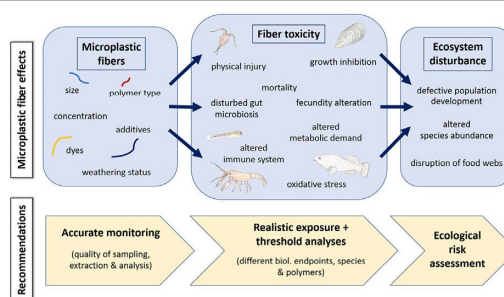 Microplastic fiber effects
Microplastic
fibers
size
polymer type
concentration
additives
dyes
weathering status
Fiber toxicity
physical injury
growth inhibition
mortality
disturbed gut
microbiosis
fecundity alteration
altered
metabolic demand
altered
immune system
oxidative stress
Ecosystem
disturbance
defective population
development
altered
species abundance
disruption of food webs
Recommendations
Accurate monitoring
(quality of sampling,
extraction & analysis)
Realistic exposure +
threshold analyses
(different biol. endpoints, species
& polymers)
Ecological
risk
assessment